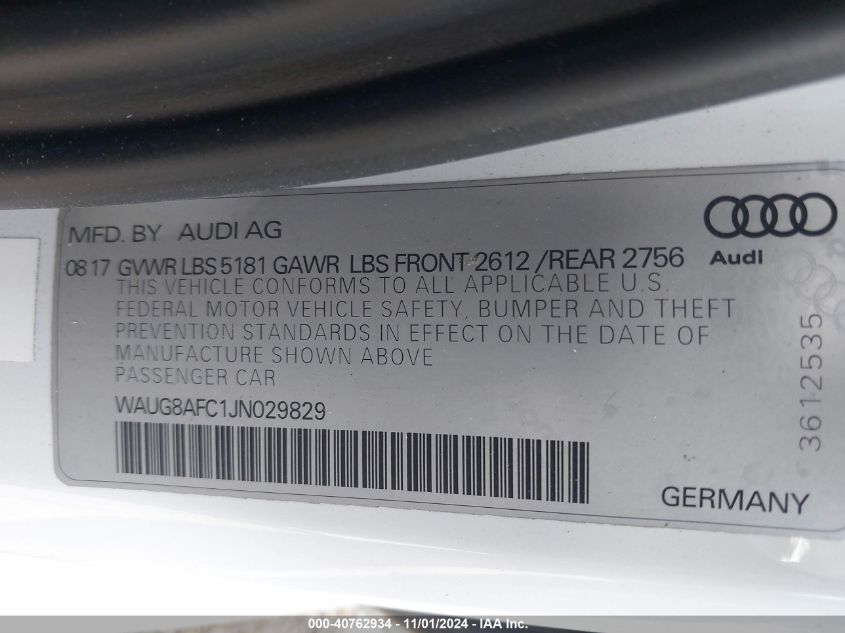 MFD. BY AUDI AG
Audi
08 17 GVWR LBS 5181 GAWR LBS FRONT 2612 /REAR 2756
THIS VEHICLE CONFORMS TO ALL APPLICABLE U.S.
FEDERAL MOTOR VEHICLE SAFETY, BUMPER AND THEFT
PREVENTION STANDARDS IN EFFECT ON THE DATE OF
MANUFACTURE SHOWN ABOVE
PASSENGER CAR
WAUG8AFC1JN029829
3612535
GERMANY
000-40762934 - 11/01/2024 - IAA Inc.